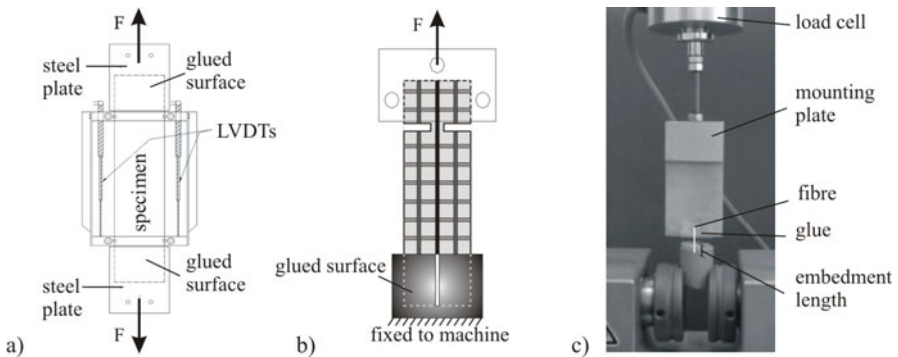 F
steel
plate
glued
surface
LVDTs
specimen
steel
plate
glued
surface
F
a)
F
glued surface
fixed to machine
b)
load cell
mounting
plate
fibre
glue
embedment
length
c)